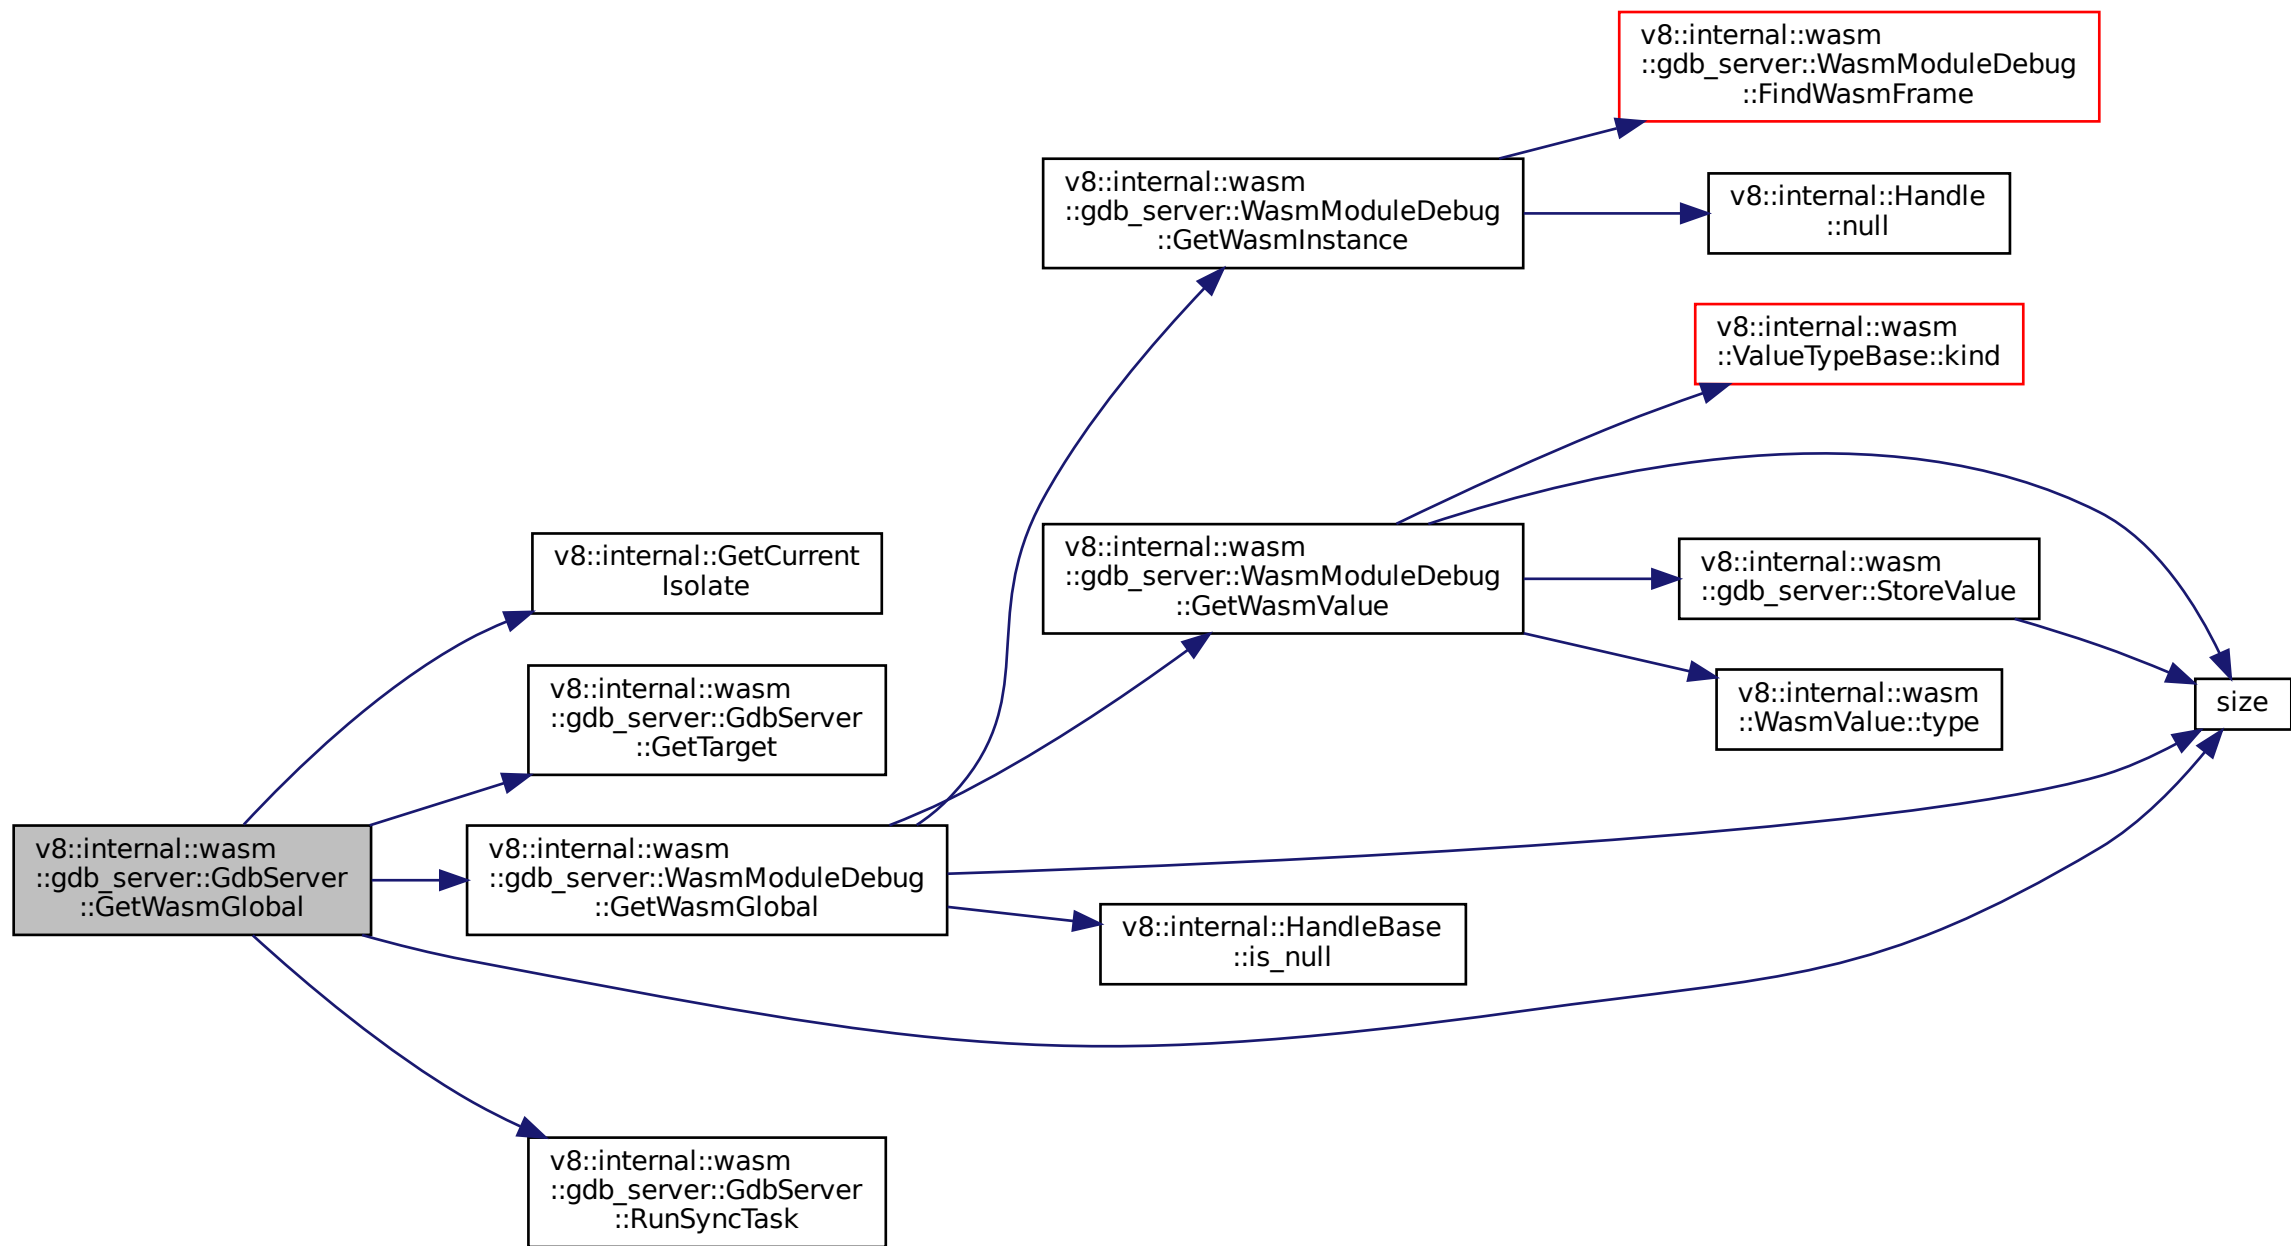 v8::internal::wasm
::gdb_server::WasmModuleDebug
::FindWasmFrame
v8::internal::wasm
::gdb_server::WasmModuleDebug
::GetWasmInstance
v8::internal::Handle
::null
v8::internal::wasm
::ValueTypeBase::kind
v8::internal::GetCurrent
Isolate
v8::internal::wasm
::gdb_server::WasmModuleDebug
::GetWasmValue
v8::internal::wasm
::gdb_server::StoreValue
v8::internal::wasm
::gdb_server::GdbServer
::GetTarget
v8::internal::wasm
::WasmValue::type
size
v8::internal::wasm
::gdb_server::GdbServer
::GetWasmGlobal
v8::internal::wasm
::gdb_server::WasmModuleDebug
::GetWasmGlobal
v8::internal::HandleBase
::is_null
v8::internal::wasm
::gdb_server::GdbServer
::RunSyncTask